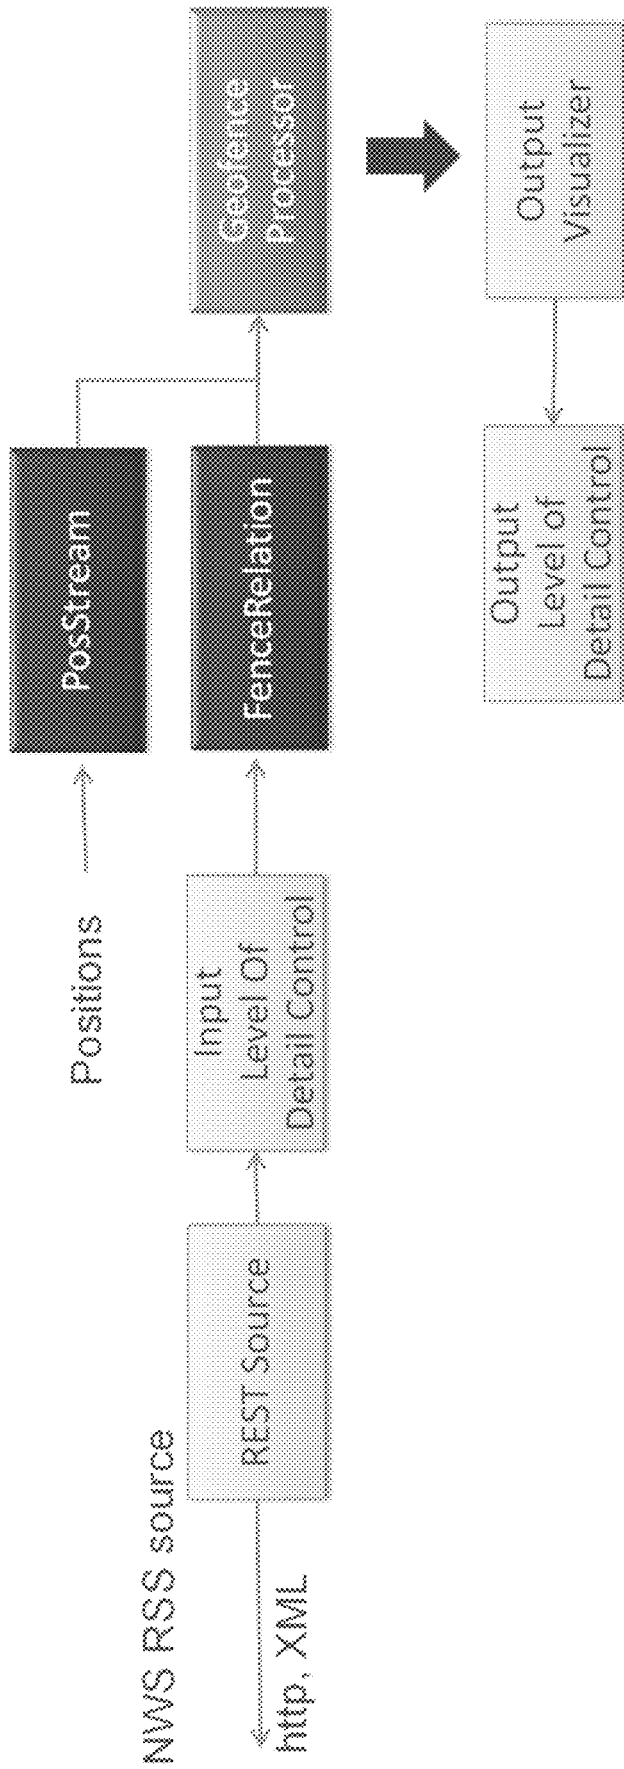 NWS RSS source
http, XML
REST Source
Input
Level Of
Detail Control
Positions
PosStream
FenceRelation
Geofence
Processor
Output
Visualizer
Output
Level of
Detail Control